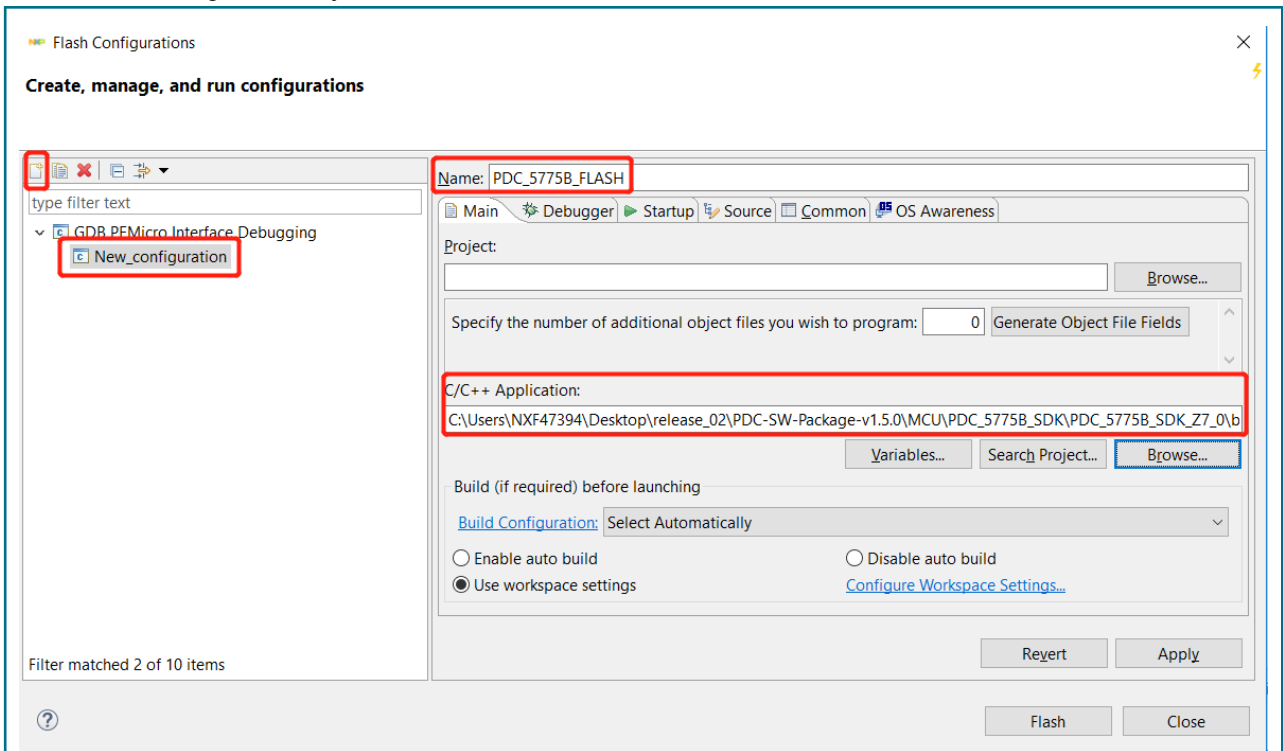 Flash Configurations
Create, manage, and run configurations
type filter text
GDB PEMicro Interface Debugging
New_configuration
Filter matched 2 of 10 items
Name: PDC_5775B_FLASH
Main Debugger Startup Source Common OS Awareness
Project:
Browse...
Specify the number of additional object files you wish to program: 0 Generate Object File Fields
C/C++ Application:
C:\Users\NXF47394\Desktop\release_02\PDC-SW-Package-v1.5.0\MCU\PDC_5775B_SDK\PDC_5775B_SDK_Z7_0\b
Variables... Search Project... Browse...
Build (if required) before launching
Build Configuration: Select Automatically
Enable auto build Disable auto build
Use workspace settings Configure Workspace Settings...
Revert Apply
Flash Close